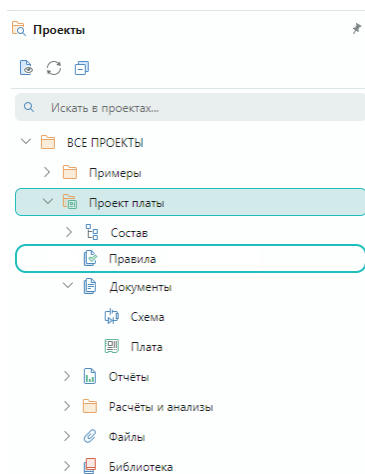 Проекты
Искать в проектах...
ВСЕ ПРОЕКТЫ
Примеры
Проект платы
Состав
Правила
Документы
Схема
Плата
Отчёты
Расчёты и анализы
Файлы
Библиотека